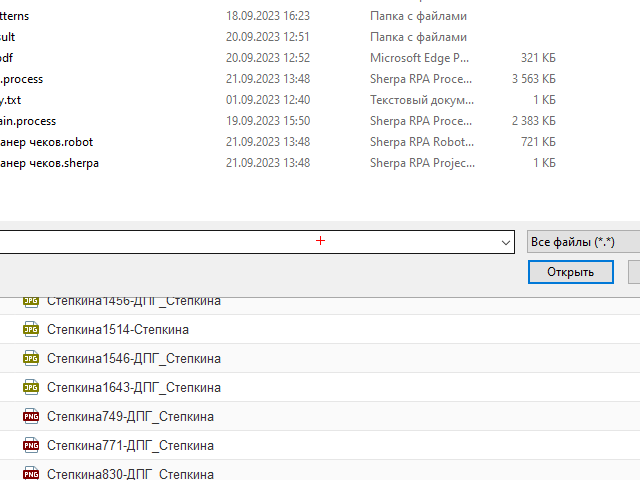 tterns 18.09.2023 16:23 Папка с файлами
sult 20.09.2023 12:51 Папка с файлами
odf 20.09.2023 12:52 Microsoft Edge P... 321 КБ
.process 21.09.2023 13:48 Sherpa RPA Proce... 3 563 КБ
y.txt 01.09.2023 12:40 Текстовый докум... 1 КБ
ain.process 19.09.2023 15:50 Sherpa RPA Proce... 2 383 КБ
анер чеков.robot 21.09.2023 13:48 Sherpa RPA Robot... 721 КБ
анер чеков.sherpa 21.09.2023 13:48 Sherpa RPA Projec... 1 КБ
Все файлы (*.*)
Открыть
JPG Степкина1456-ДПГ_Степкина
JPG Степкина1514-Степкина
JPG Степкина1546-ДПГ_Степкина
JPG Степкина1643-ДПГ_Степкина
PNG Степкина749-ДПГ_Степкина
PNG Степкина771-ДПГ_Степкина
PNG Степкина830-ДПГ_Степкина